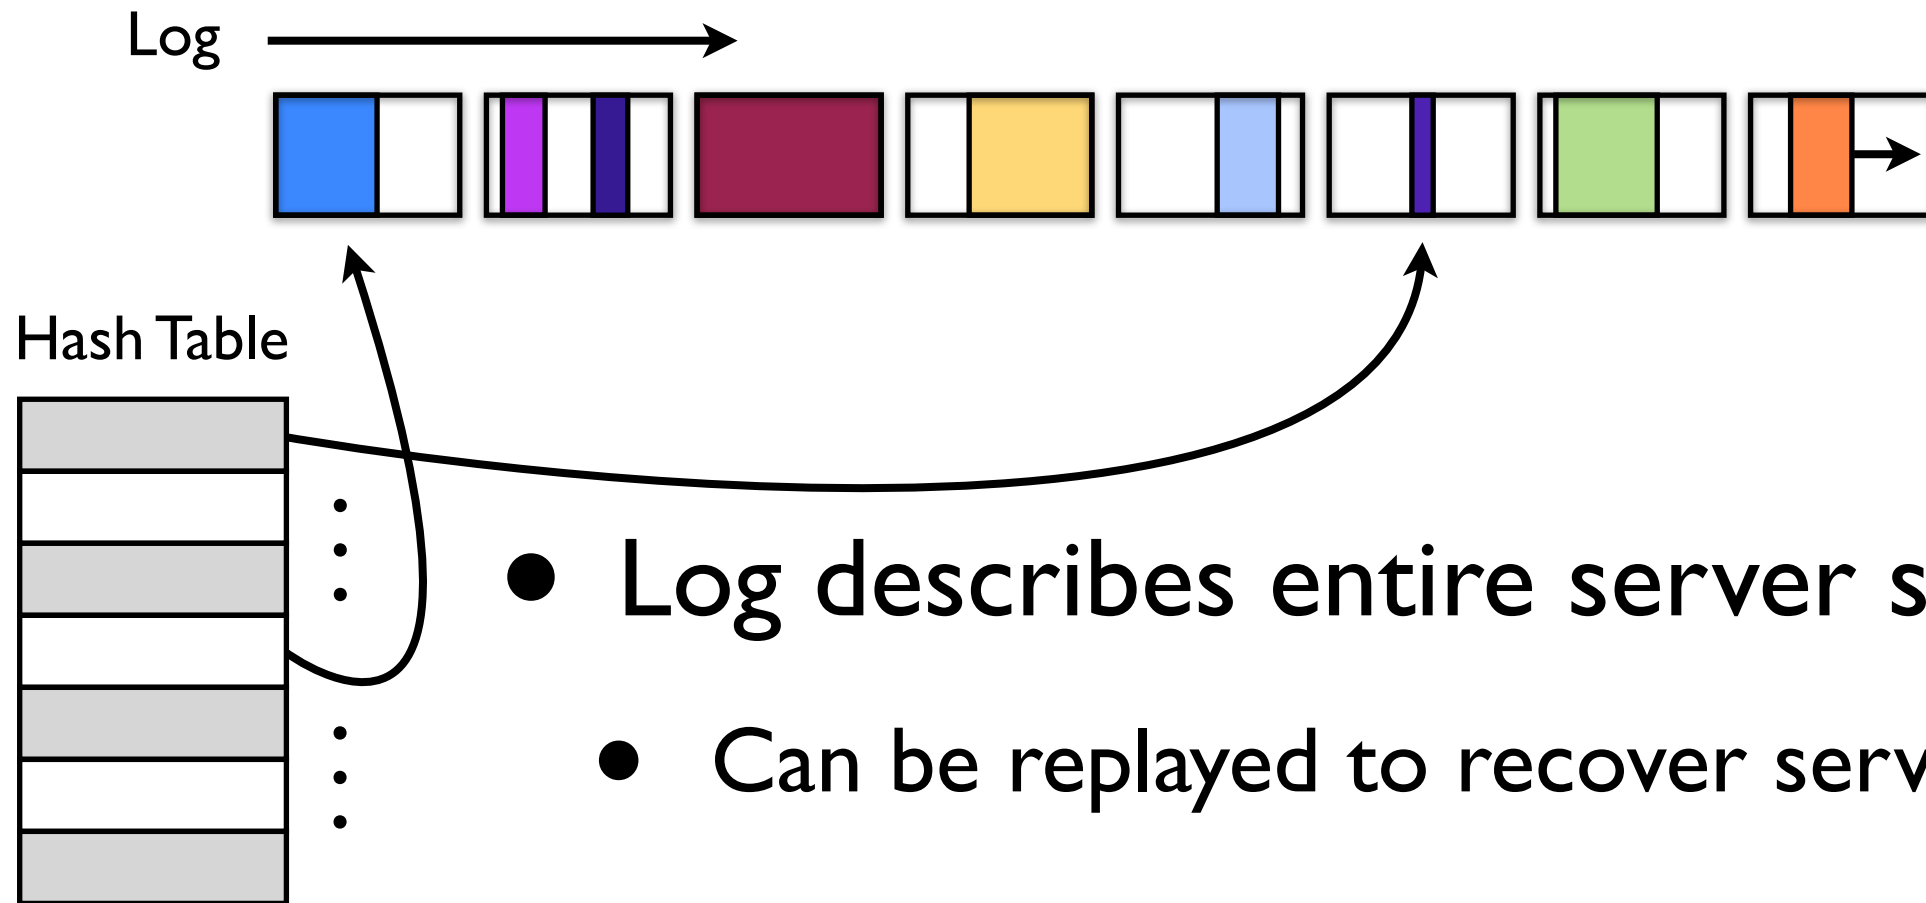 Log
Hash Table
• Log describes entire server s
• Can be replayed to recover serv